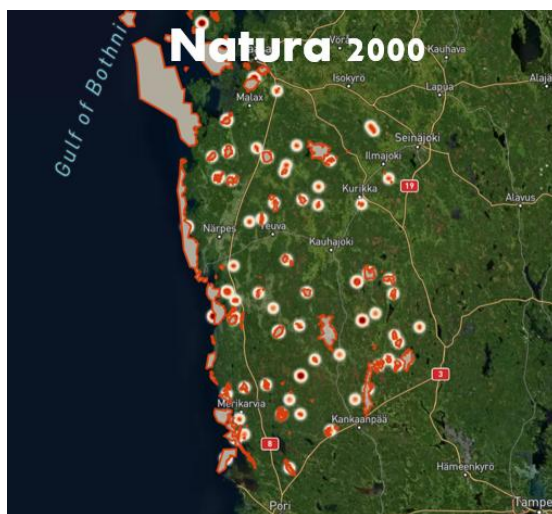 Natura 2000
Vörå
Kauhava
Isokyrö
Lapua
Alajä
Malax
Gulf of Bothni
Seinäjoki
Ilmajoki
19
Kurikka
Alavus
Närpes
Teuva
Kauhajoki
3
Merikarvia
Kankaanpää
8
Hämeenkyrö
Pori
Tampe